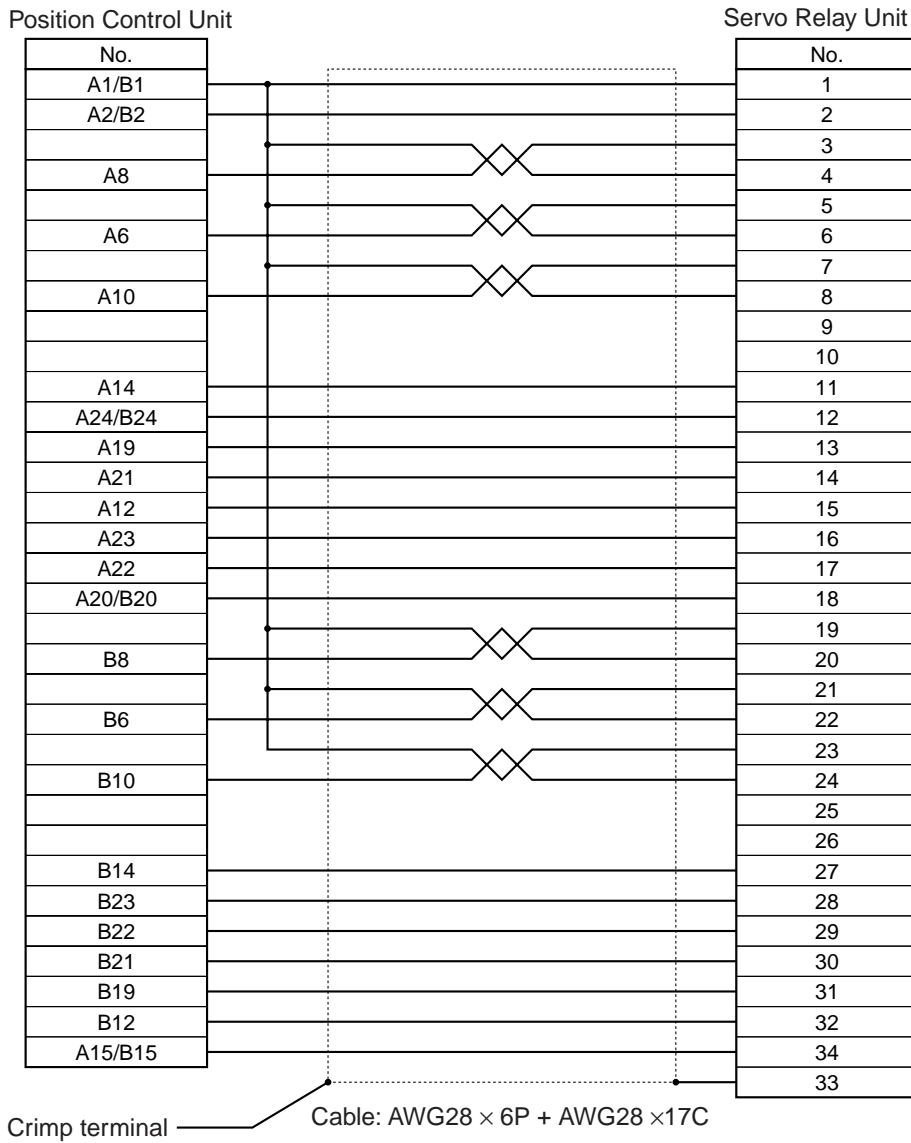 Position Control Unit Servo Relay Unit
No. No.
A1/B1 1
A2/B2 2
3
A8 4
5
A6 6
7
A10 8
9
10
A14 11
A24/B24 12
A19 13
A21 14
A12 15
A23 16
A22 17
A20/B20 18
19
B8 20
21
B6 22
23
B10 24
25
26
B14 27
B23 28
B22 29
B21 30
B19 31
B12 32
A15/B15 34
33
Crimp terminal Cable: AWG28 × 6P + AWG28 ×17C